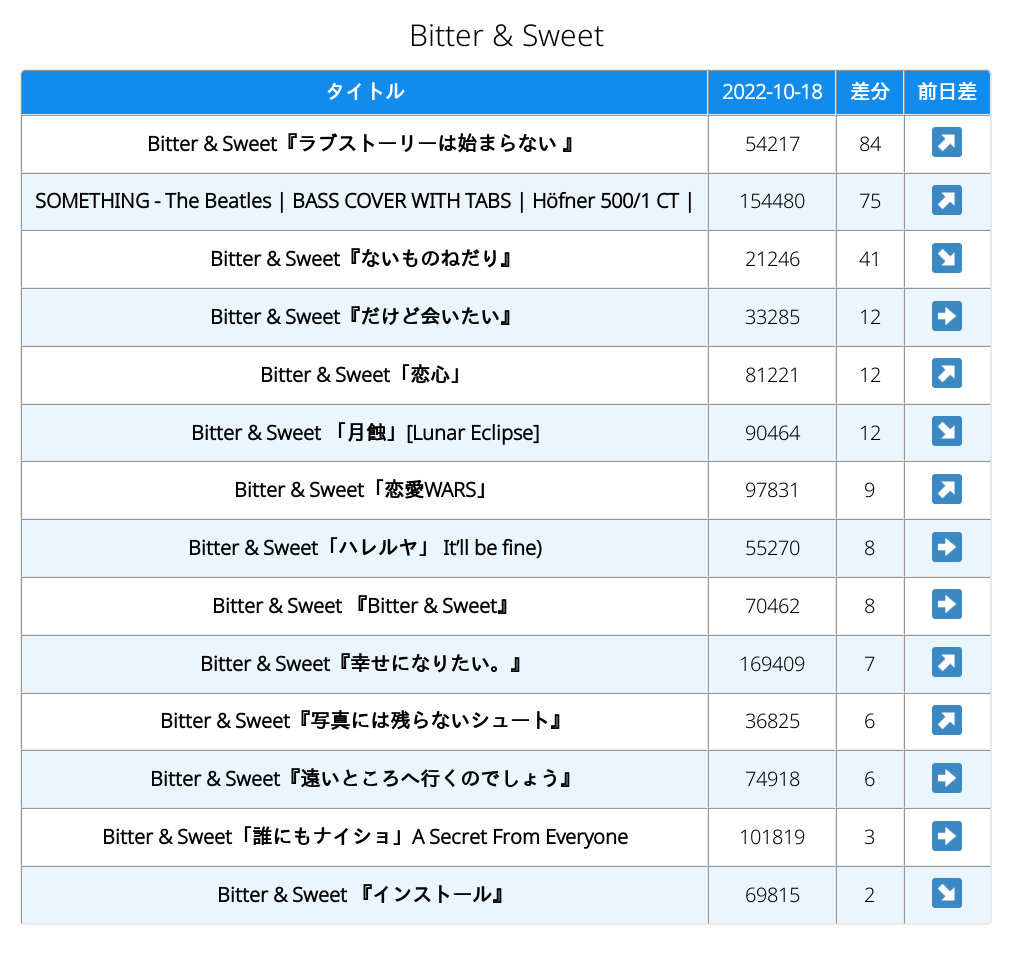 Bitter & Sweet
タイトル 2022-10-18 差分 前日差
Bitter & Sweet『ラブストーリーは始まらない 』 54217 84 ↗
SOMETHING - The Beatles | BASS COVER WITH TABS | Höfner 500/1 CT | 154480 75 ↗
Bitter & Sweet『ないものねだり』 21246 41 ↘
Bitter & Sweet『だけど会いたい』 33285 12 ➡
Bitter & Sweet「恋心」 81221 12 ↗
Bitter & Sweet 「月蝕」[Lunar Eclipse] 90464 12 ↘
Bitter & Sweet「恋愛WARS」 97831 9 ↗
Bitter & Sweet「ハレルヤ」 It’ll be fine) 55270 8 ➡
Bitter & Sweet 『Bitter & Sweet』 70462 8 ➡
Bitter & Sweet『幸せになりたい。』 169409 7 ↗
Bitter & Sweet『写真には残らないシュート』 36825 6 ↗
Bitter & Sweet『遠いところへ行くのでしょう』 74918 6 ➡
Bitter & Sweet「誰にもナイショ」A Secret From Everyone 101819 3 ➡
Bitter & Sweet 『インストール』 69815 2 ↘